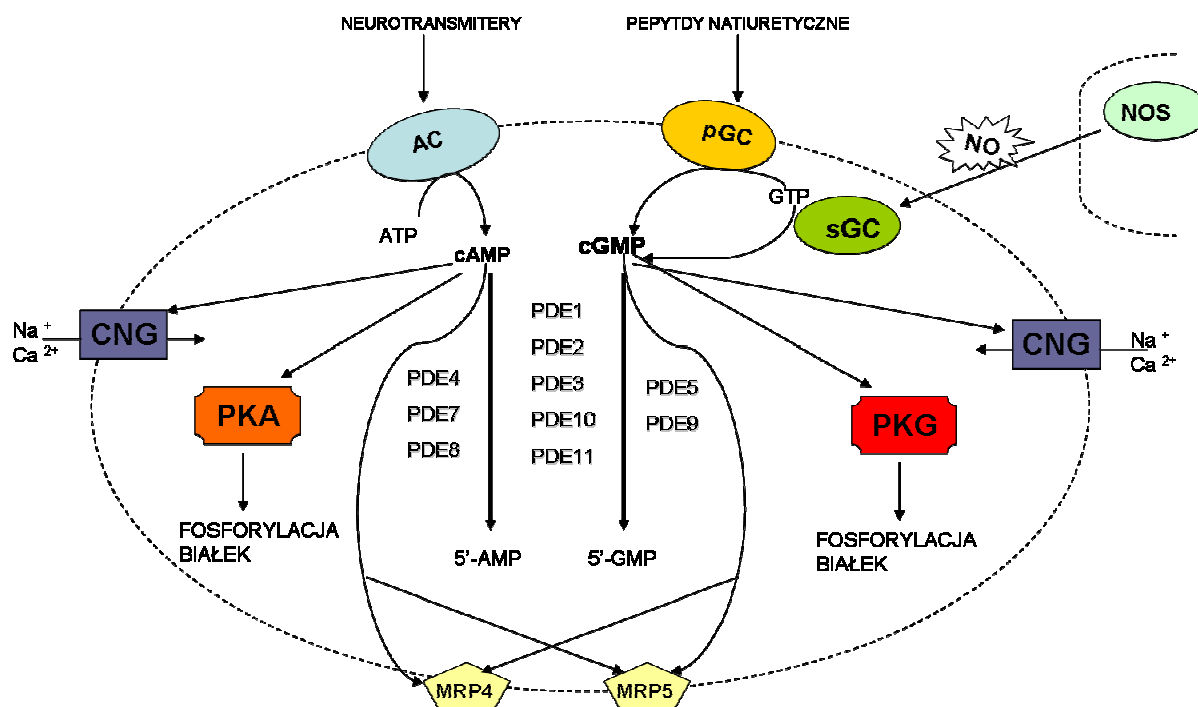 NEUROTRANSMITERY
PEPYTDY NATIURETYCZNE
NOS
AC
pGC
NO
GTP
sGC
ATP
cAMP
cGMP
Na +
Ca 2+
CNG
PDE1
PDE2
PDE3
PDE10
PDE11
PDE4
PDE7
PDE8
PDE5
PDE9
CNG
Na +
Ca 2+
PKA
PKG
FOSFORYLACJA
BIAŁEK
5'-AMP
5'-GMP
FOSFORYLACJA
BIAŁEK
MRP4
MRP5